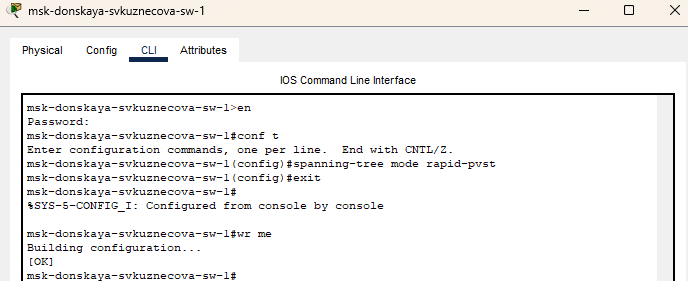 msk-donskaya-svkuznecova-sw-1
Physical Config CLI Attributes
IOS Command Line Interface
msk-donskaya-svkuznecova-sw-1>en
Password:
msk-donskaya-svkuznecova-sw-1#conf t
Enter configuration commands, one per line.  End with CNTL/Z.
msk-donskaya-svkuznecova-sw-1(config)#spanning-tree mode rapid-pvst
msk-donskaya-svkuznecova-sw-1(config)#exit
msk-donskaya-svkuznecova-sw-1#
%SYS-5-CONFIG_I: Configured from console by console
msk-donskaya-svkuznecova-sw-1#wr me
Building configuration...
[OK]
msk-donskaya-svkuznecova-sw-1#